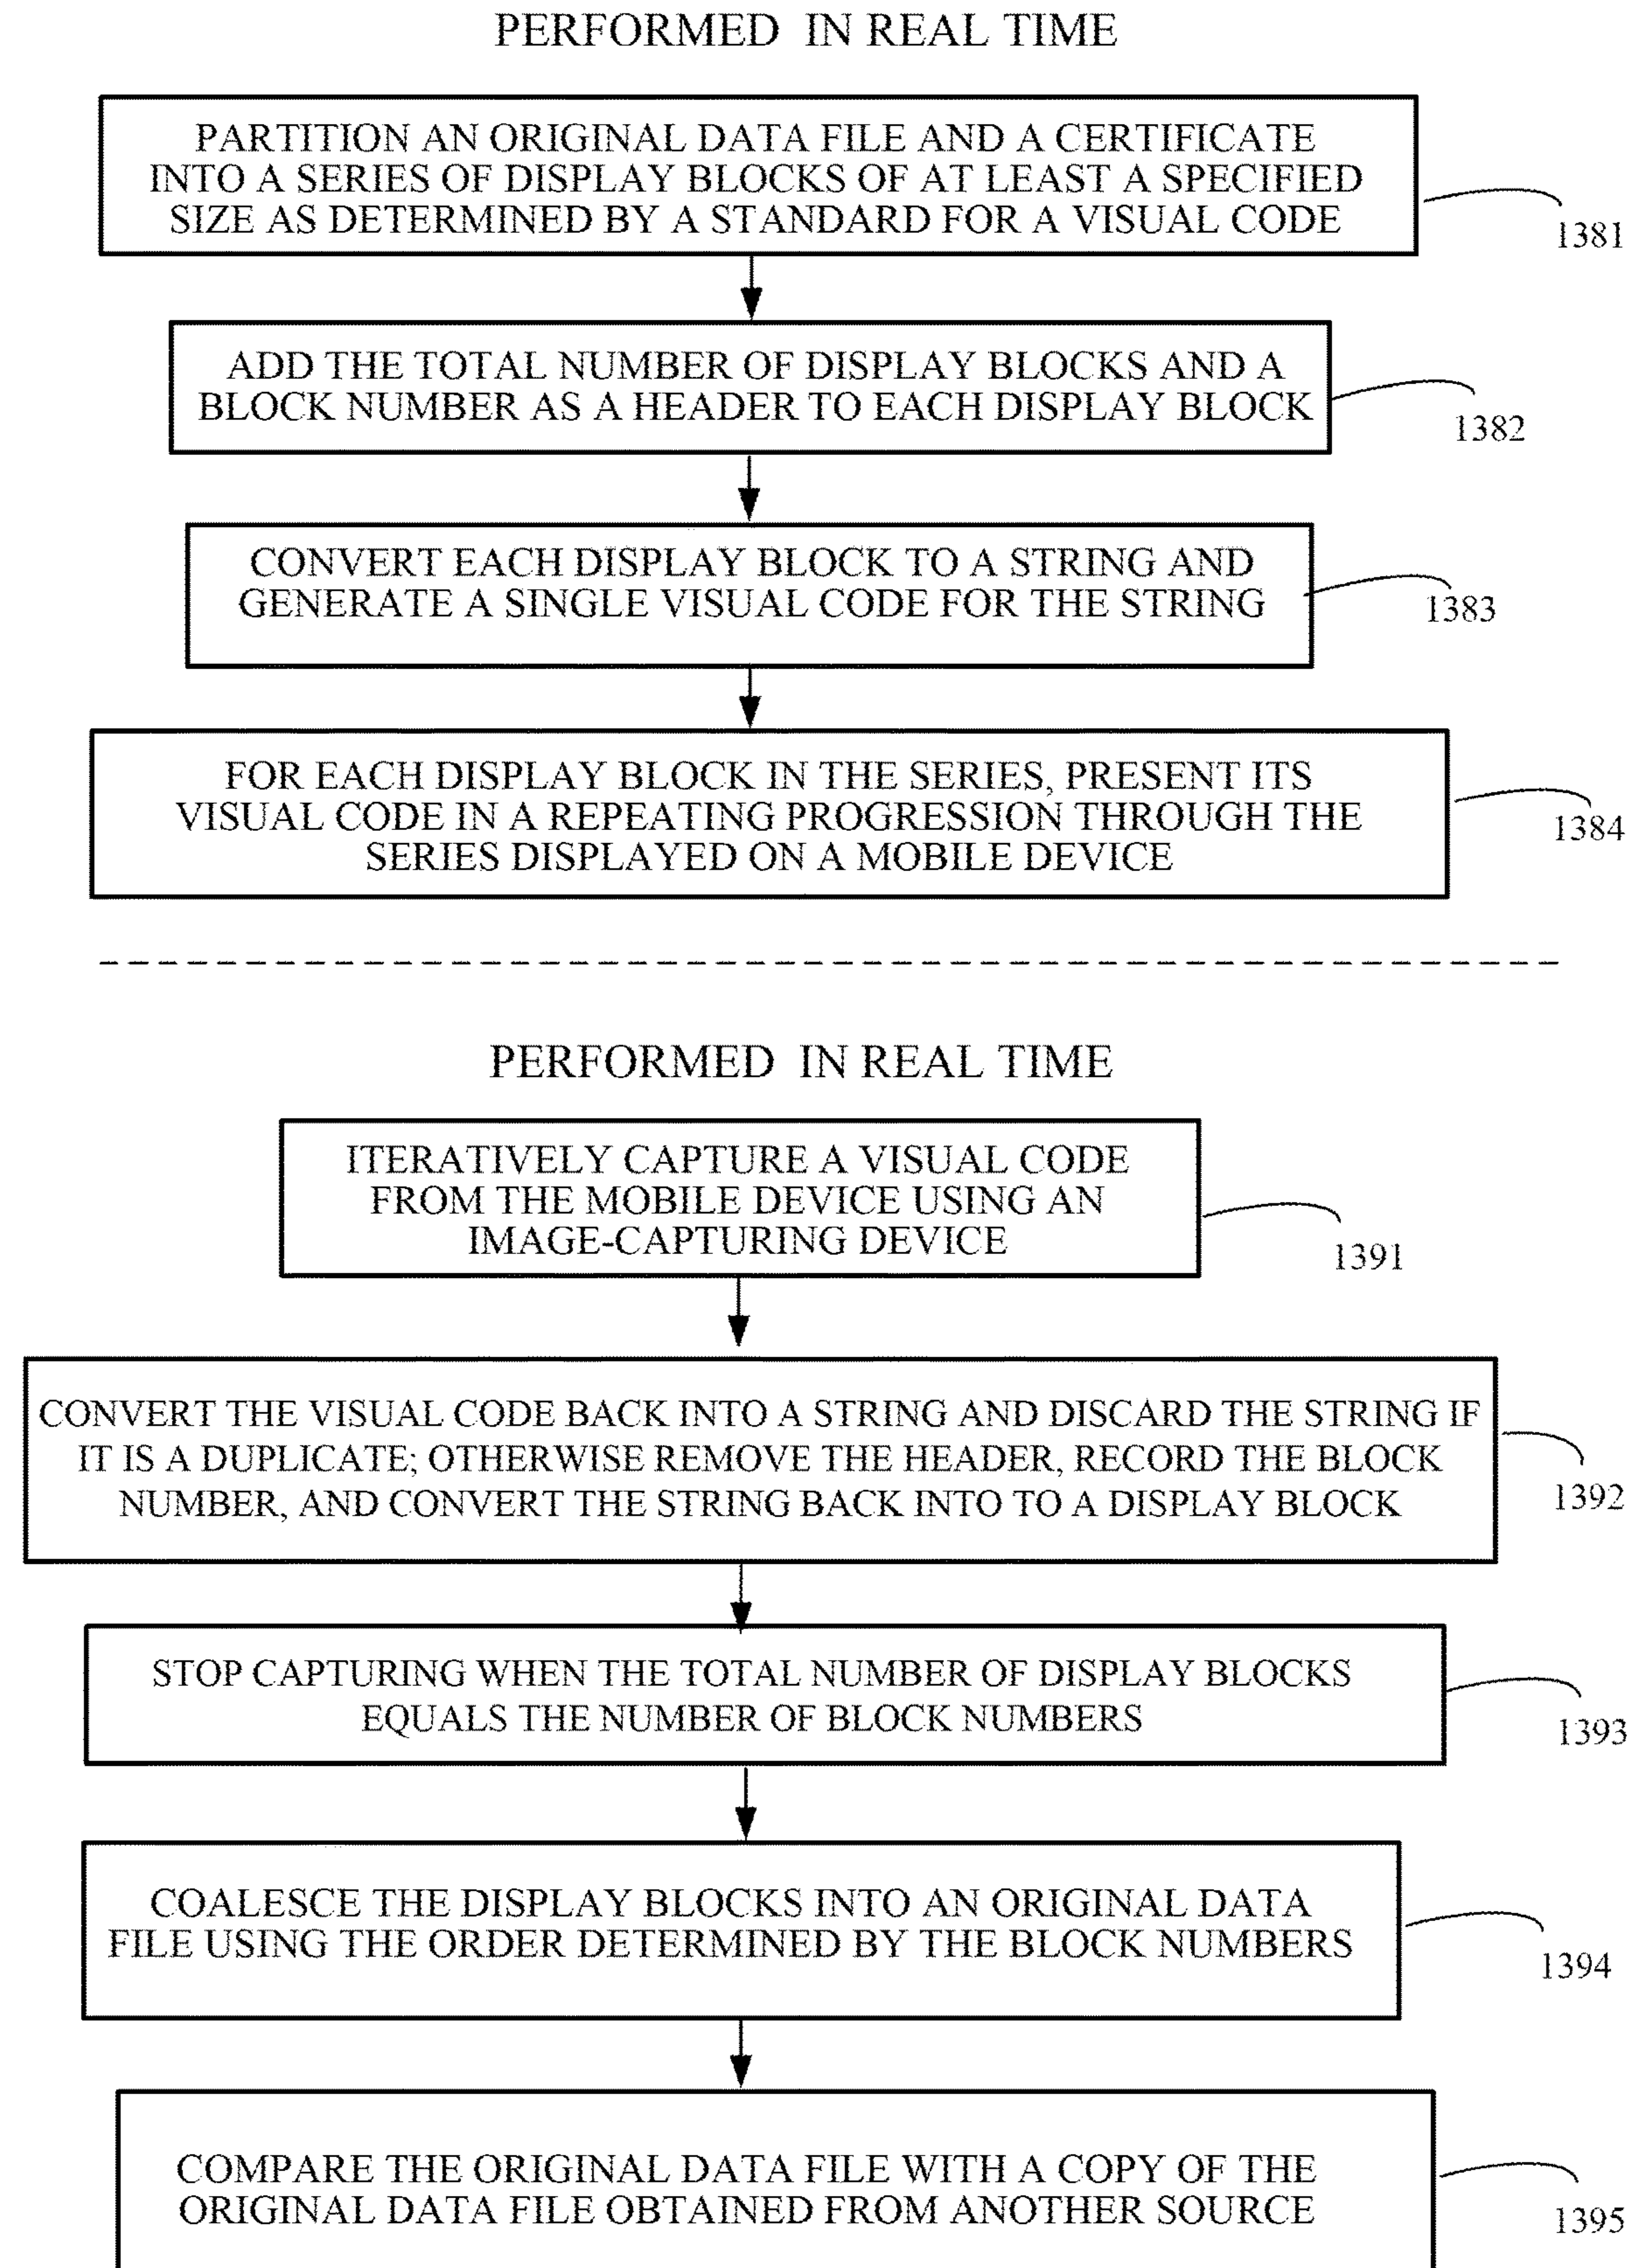 PERFORMED IN REAL TIME
PARTITION AN ORIGINAL DATA FILE AND A CERTIFICATE
INTO A SERIES OF DISPLAY BLOCKS OF AT LEAST A SPECIFIED
SIZE AS DETERMINED BY A STANDARD FOR A VISUAL CODE
1381
ADD THE TOTAL NUMBER OF DISPLAY BLOCKS AND A
BLOCK NUMBER AS A HEADER TO EACH DISPLAY BLOCK
1382
CONVERT EACH DISPLAY BLOCK TO A STRING AND
GENERATE A SINGLE VISUAL CODE FOR THE STRING
1383
FOR EACH DISPLAY BLOCK IN THE SERIES, PRESENT ITS
VISUAL CODE IN A REPEATING PROGRESSION THROUGH THE
SERIES DISPLAYED ON A MOBILE DEVICE
1384
PERFORMED IN REAL TIME
ITERATIVELY CAPTURE A VISUAL CODE
FROM THE MOBILE DEVICE USING AN
IMAGE-CAPTURING DEVICE
1391
CONVERT THE VISUAL CODE BACK INTO A STRING AND DISCARD THE STRING IF
IT IS A DUPLICATE; OTHERWISE REMOVE THE HEADER, RECORD THE BLOCK
NUMBER, AND CONVERT THE STRING BACK INTO TO A DISPLAY BLOCK
1392
STOP CAPTURING WHEN THE TOTAL NUMBER OF DISPLAY BLOCKS
EQUALS THE NUMBER OF BLOCK NUMBERS
1393
COALESCE THE DISPLAY BLOCKS INTO AN ORIGINAL DATA
FILE USING THE ORDER DETERMINED BY THE BLOCK NUMBERS
1394
COMPARE THE ORIGINAL DATA FILE WITH A COPY OF THE
ORIGINAL DATA FILE OBTAINED FROM ANOTHER SOURCE
1395